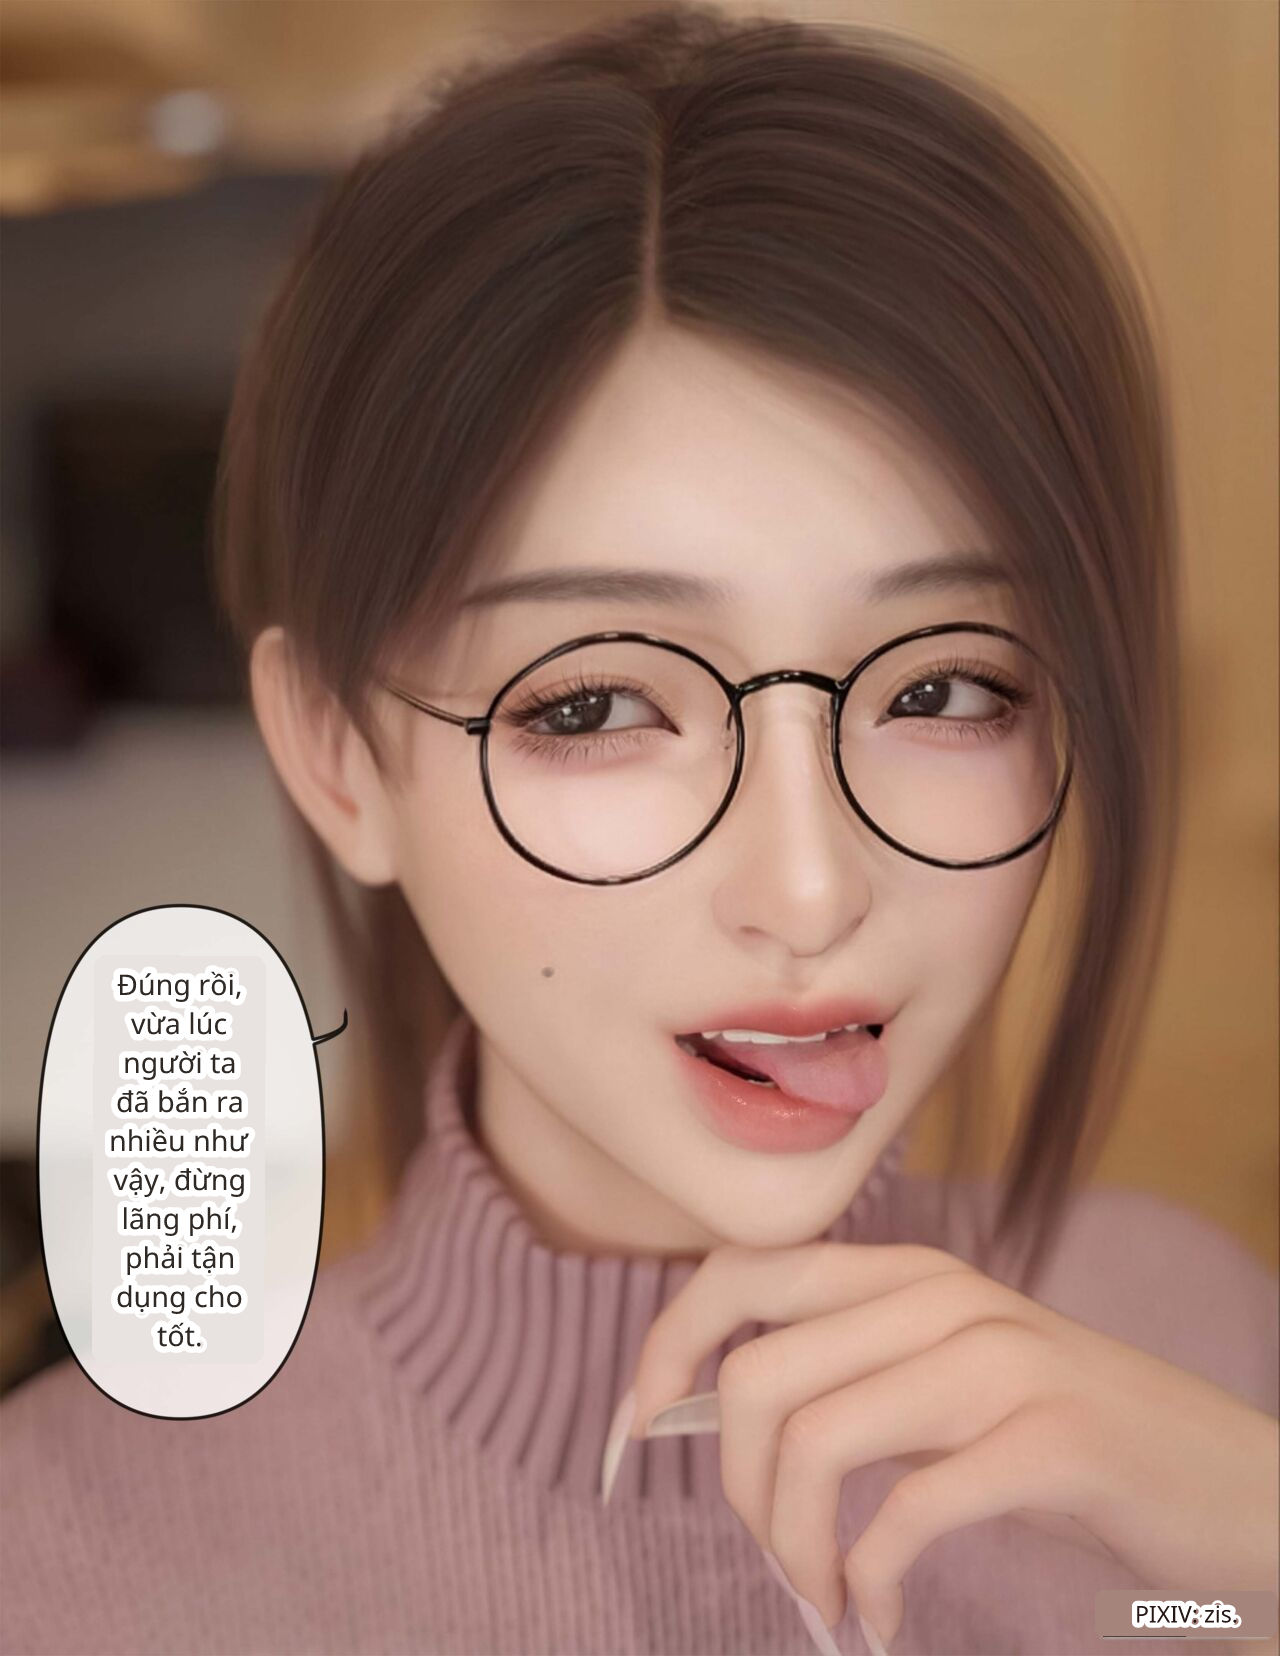 Đúng rồi,
vừa lúc
người ta
đã bắn ra
nhiều như
vậy, đừng
lãng phí,
phải tận
dụng cho
tốt.
PIXIV: zis.